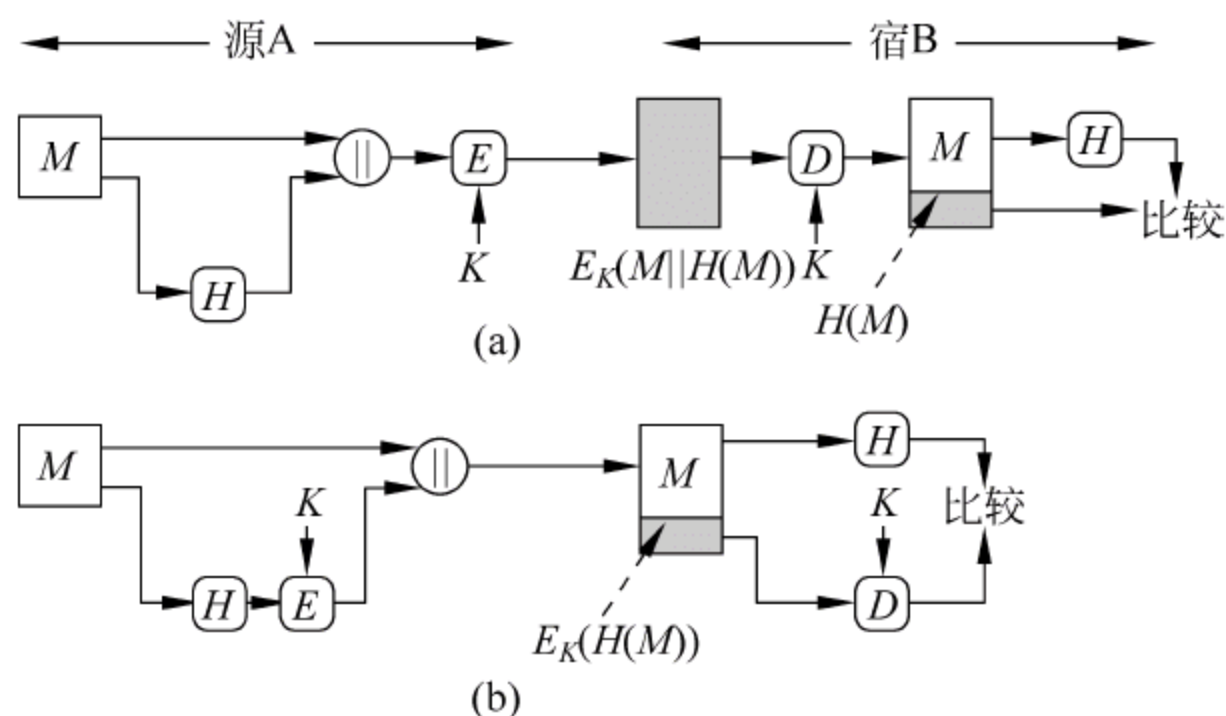 源A 宿B
M || E D M H
H K E_K(M||H(M)) K 比较
H(M)
(a)
M || M H
K K 比较
H E D
E_K(H(M))
(b)